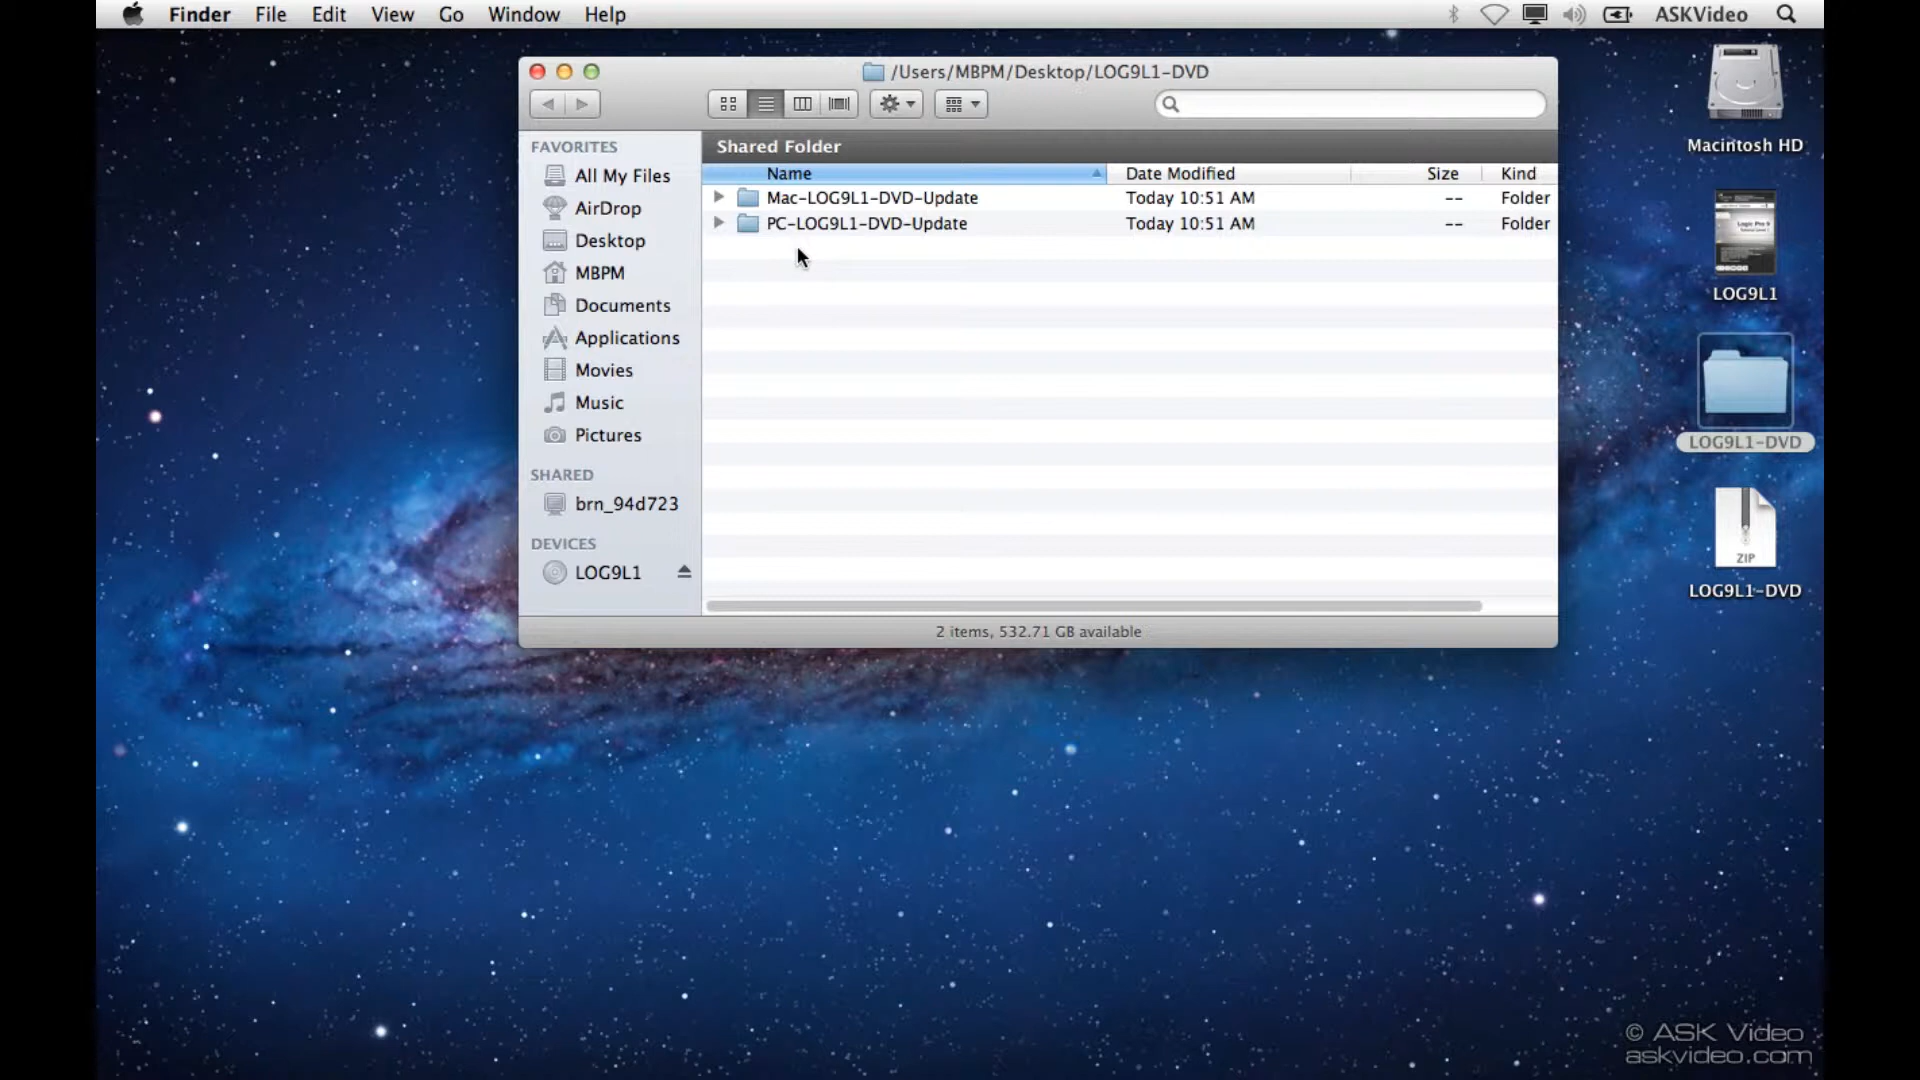 Finder File Edit View Go Window Help ASKVideo
/Users/MBPM/Desktop/LOG9L1-DVD
FAVORITES
All My Files
AirDrop
Desktop
MBPM
Documents
Applications
Movies
Music
Pictures
SHARED
brn_94d723
DEVICES
LOG9L1
Shared Folder
Name Date Modified Size Kind
Mac-LOG9L1-DVD-Update Today 10:51 AM -- Folder
PC-LOG9L1-DVD-Update Today 10:51 AM -- Folder
2 items, 532.71 GB available
Macintosh HD
Logic Pro 9
LOG9L1
LOG9L1-DVD
ZIP
LOG9L1-DVD
© ASK Video
askvideo.com